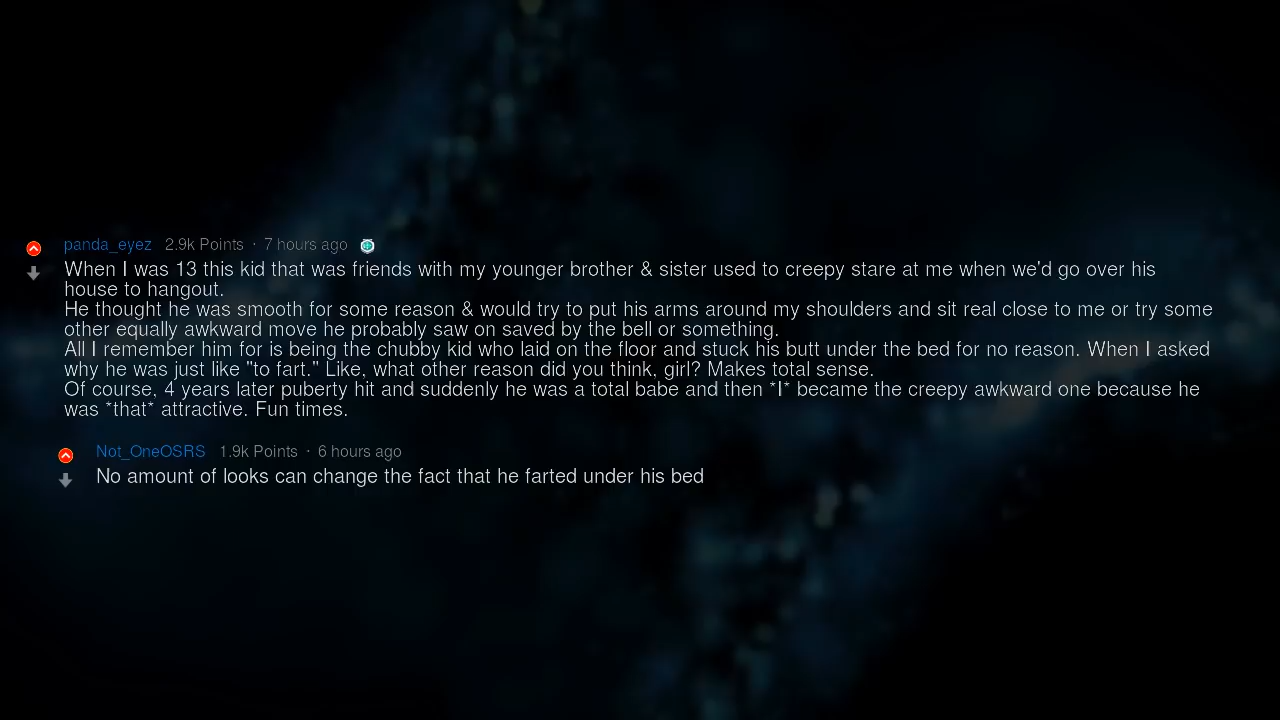 panda_eyez 2.9k Points · 7 hours ago
When I was 13 this kid that was friends with my younger brother & sister used to creepy stare at me when we'd go over his
house to hangout.
He thought he was smooth for some reason & would try to put his arms around my shoulders and sit real close to me or try some
other equally awkward move he probably saw on saved by the bell or something.
All I remember him for is being the chubby kid who laid on the floor and stuck his butt under the bed for no reason. When I asked
why he was just like "to fart." Like, what other reason did you think, girl? Makes total sense.
Of course, 4 years later puberty hit and suddenly he was a total babe and then *I* became the creepy awkward one because he
was *that* attractive. Fun times.
Not_OneOSRS 1.9k Points · 6 hours ago
No amount of looks can change the fact that he farted under his bed